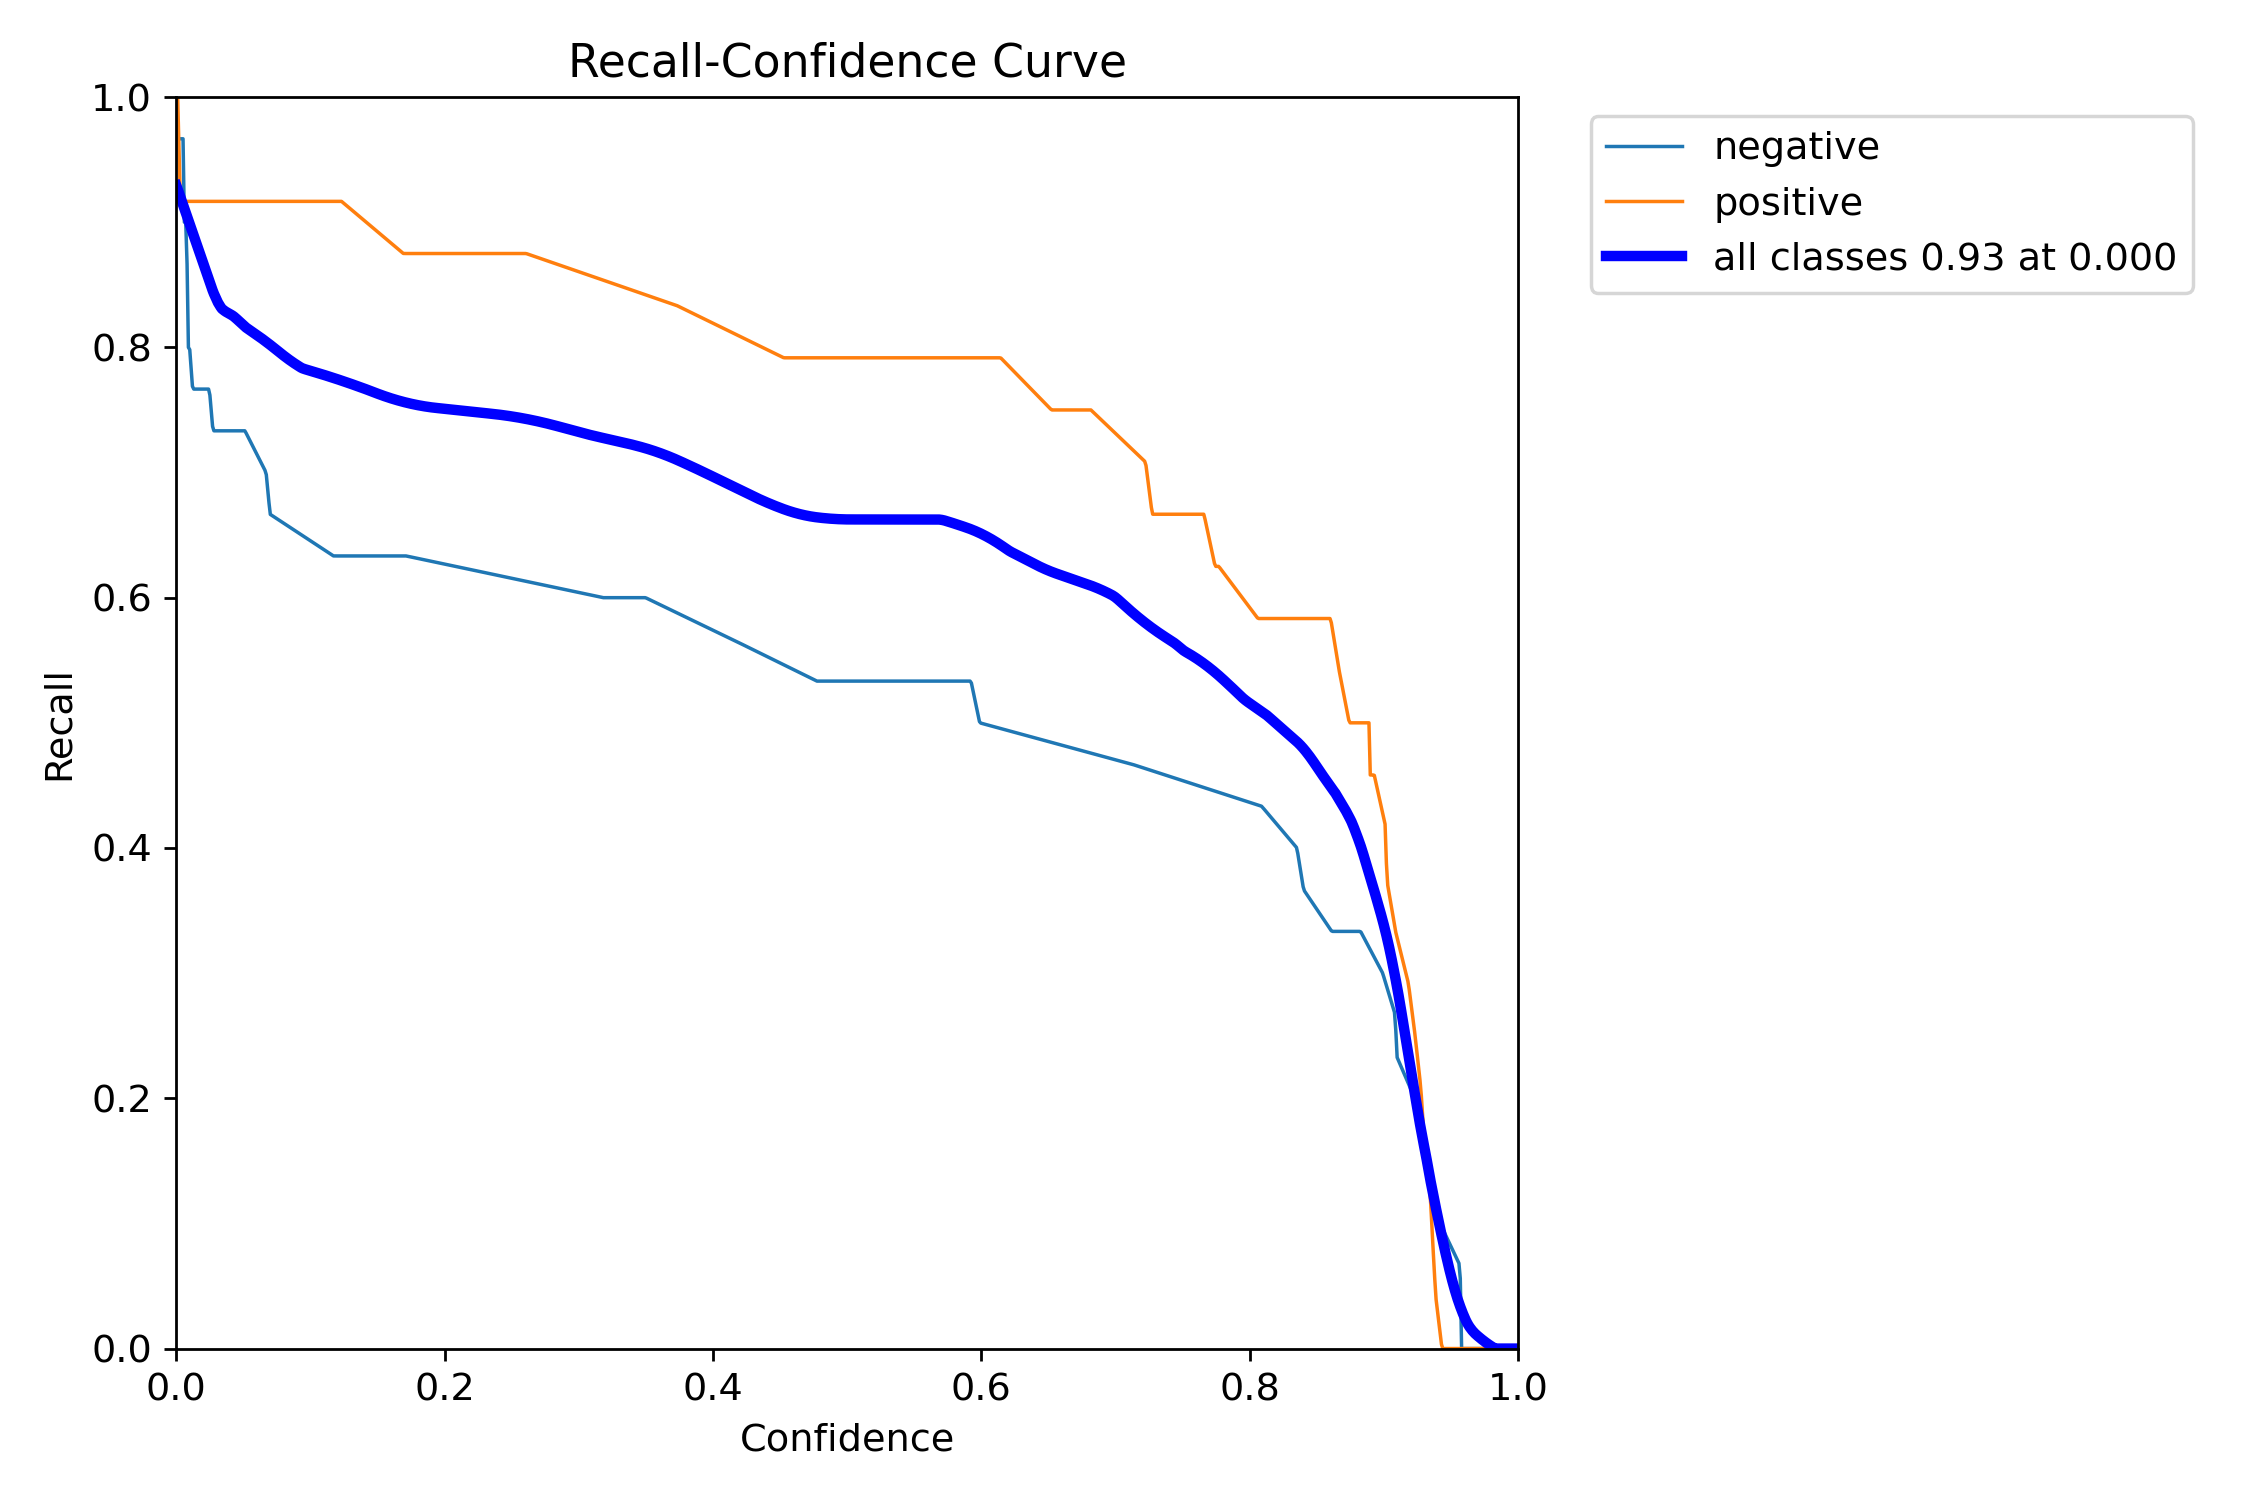 Recall-Confidence Curve
1.0
0.8
0.6
0.4
0.2
0.0
Recall
0.0 0.2 0.4 0.6 0.8 1.0
Confidence
negative
positive
all classes 0.93 at 0.000